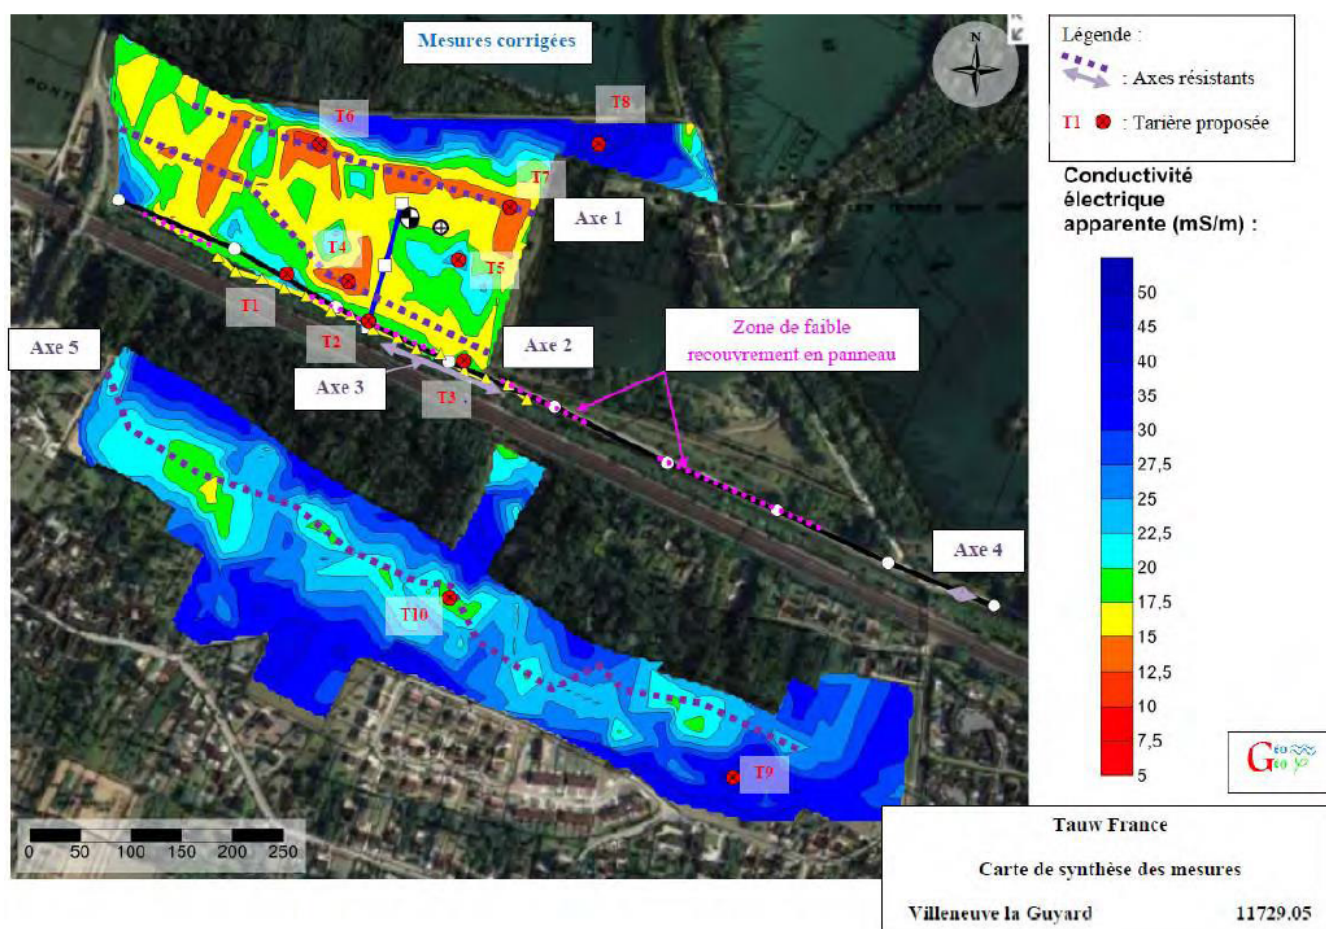 Mesures corrigées
N
Légende :
: Axes résistants
T1 : Tarière proposée
Conductivité
électrique
apparente (mS/m) :
50
45
40
35
30
27,5
25
22,5
20
17,5
15
12,5
10
7,5
5
T6
T8
T7
Axe 1
T4
T5
T1
T2
Axe 2
Zone de faible
recouvrement en panneau
Axe 5
Axe 3
T3
Axe 4
T10
T9
0 50 100 150 200 250
Géo
Géo
Tauw France
Carte de synthèse des mesures
Villeneuve la Guyard 11729.05